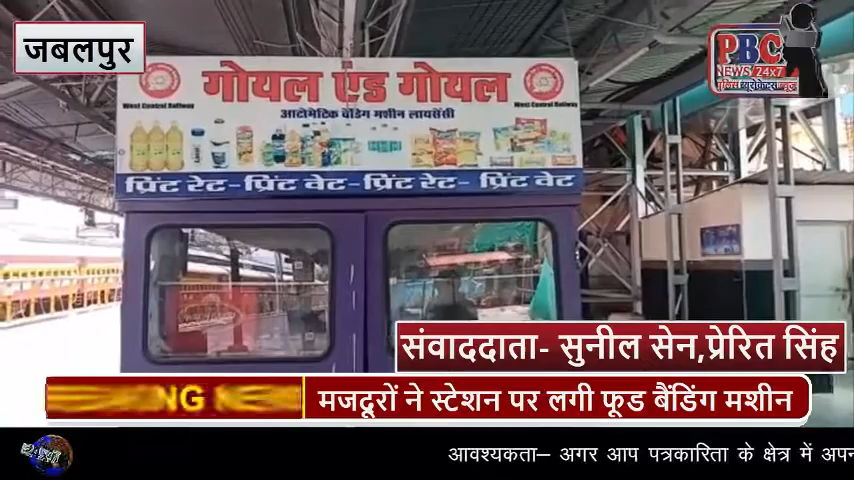 जबलपुर
PBC
NEWS 24x7
गोयल एंड गोयल
West Central Railway
West Central Railway
आटोमेटिक वेंडिंग मशीन लायसेंसी
प्रिंट रेट-प्रिंट वेट-प्रिंट रेट - प्रिंट वेट
संवाददाता- सुनील सेन,प्रेरित सिंह
मजदूरों ने स्टेशन पर लगी फूड बैंडिंग मशीन
आवश्यकता– अगर आप पत्रकारिता के क्षेत्र में अपन